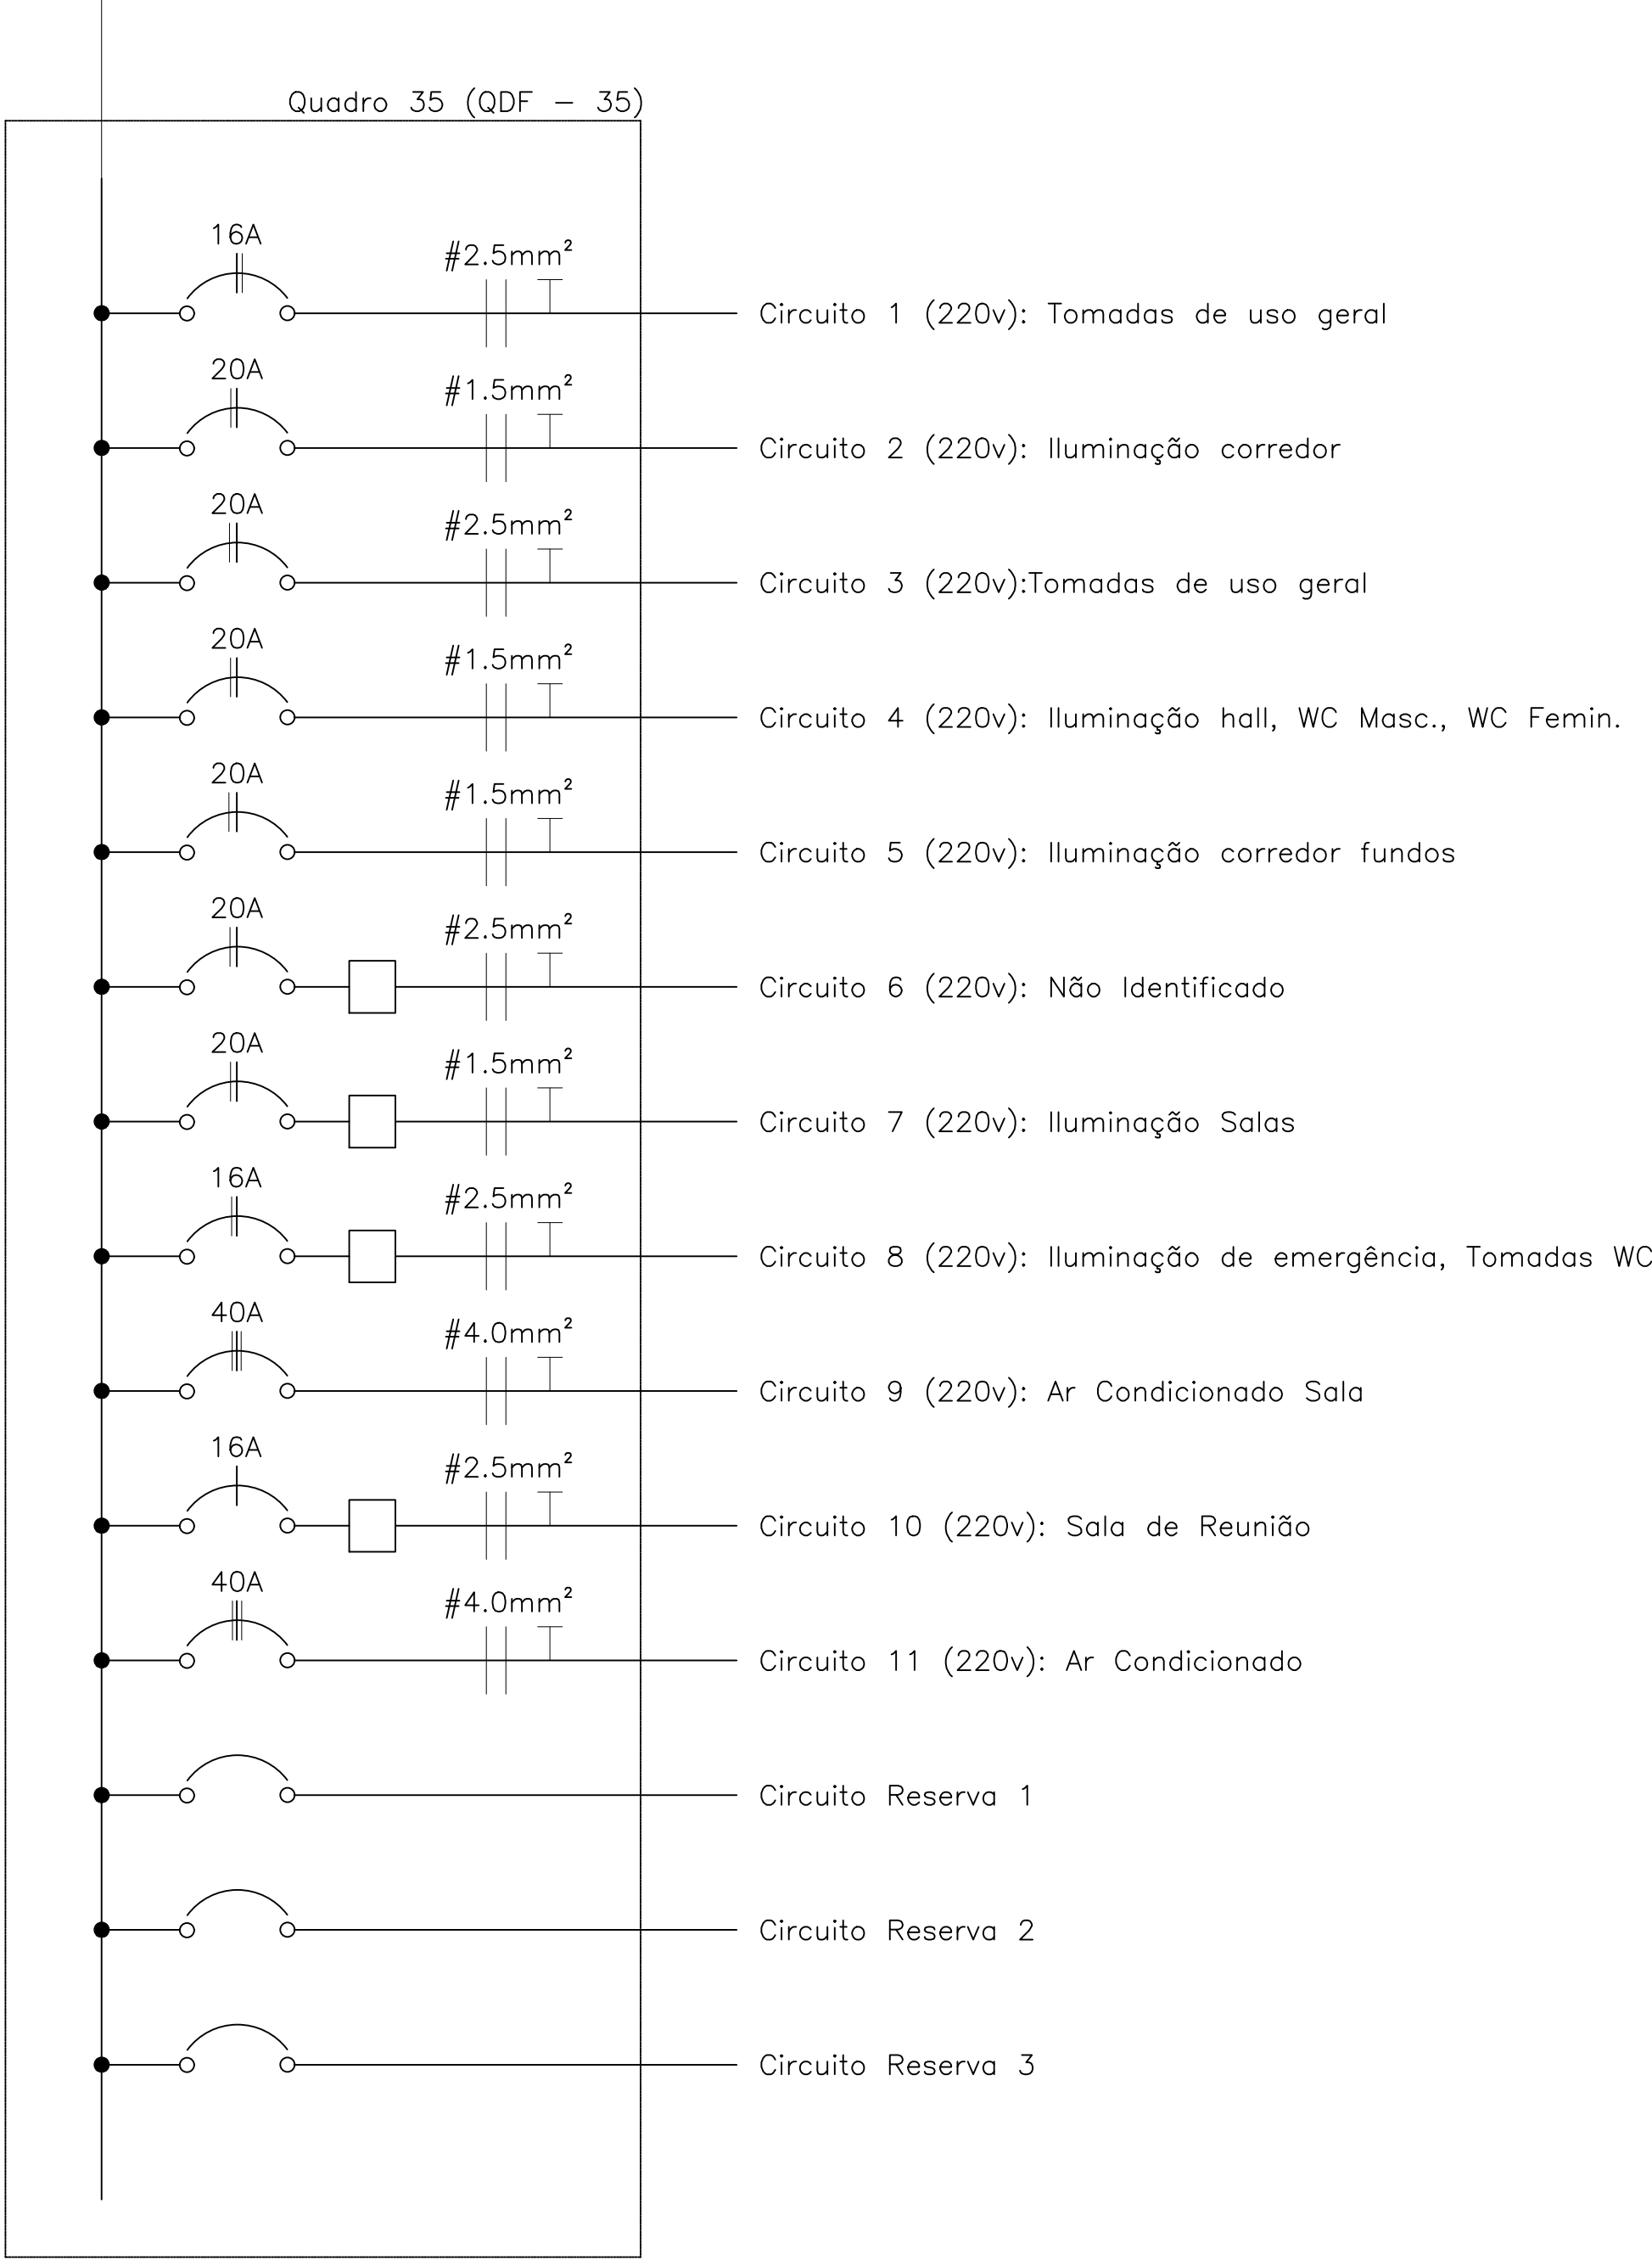 Quadro 35 (QDF - 35)
16A
#2.5mm²
Circuito 1 (220v): Tomadas de uso geral
20A
#1.5mm²
Circuito 2 (220v): Iluminação corredor
20A
#2.5mm²
Circuito 3 (220v):Tomadas de uso geral
20A
#1.5mm²
Circuito 4 (220v): Iluminação hall, WC Masc., WC Femin.
20A
#1.5mm²
Circuito 5 (220v): Iluminação corredor fundos
20A
#2.5mm²
Circuito 6 (220v): Não Identificado
20A
#1.5mm²
Circuito 7 (220v): Iluminação Salas
16A
#2.5mm²
Circuito 8 (220v): Iluminação de emergência, Tomadas WC
40A
#4.0mm²
Circuito 9 (220v): Ar Condicionado Sala
16A
#2.5mm²
Circuito 10 (220v): Sala de Reunião
40A
#4.0mm²
Circuito 11 (220v): Ar Condicionado
Circuito Reserva 1
Circuito Reserva 2
Circuito Reserva 3